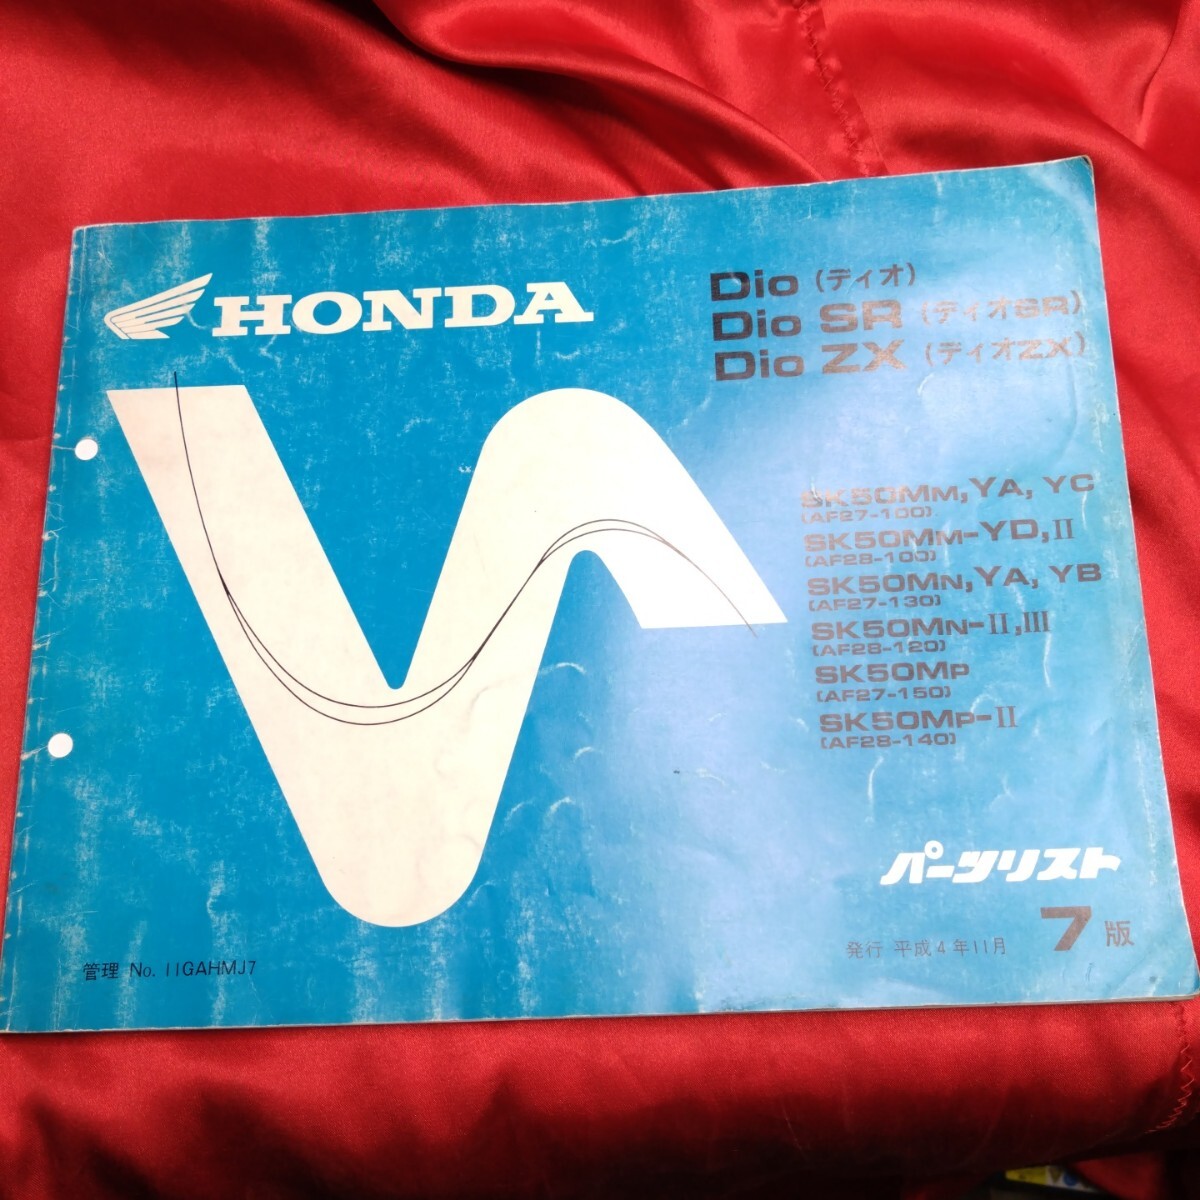 HONDA
Dio (ディオ)
Dio SR (ディオSR)
Dio ZX (ディオZX)
SK50MM, YA, YC
(AF27-100)
SK50MM-YD, II
(AF28-100)
SK50MN, YA, YB
(AF27-130)
SK50MN-II, III
(AF28-120)
SK50MP
(AF27-150)
SK50MP-II
(AF28-140)
パーツリスト
発行 平成4年11月 7版
管理 No. 11GAHMJ7